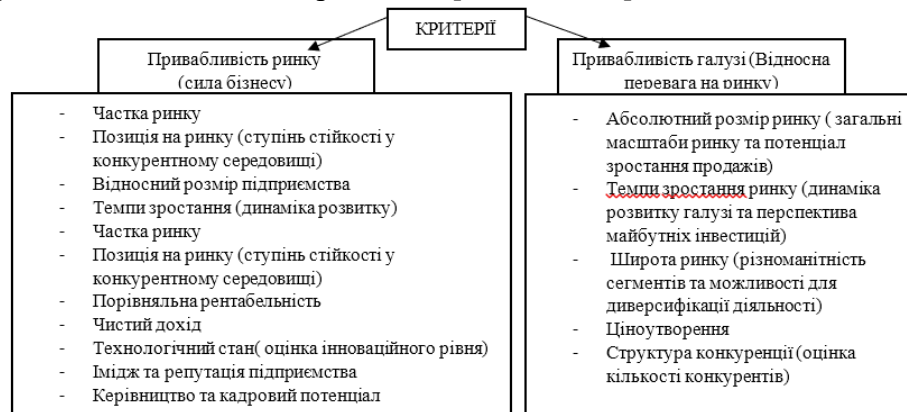 КРИТЕРІЇ
Привабливість ринку
(сила бізнесу)
- Частка ринку
- Позиція на ринку (ступінь стійкості у
конкурентному середовищі)
- Відносний розмір підприємства
- Темпи зростання (динаміка розвитку)
- Частка ринку
- Позиція на ринку (ступінь стійкості у
конкурентному середовищі)
- Порівняльна рентабельність
- Чистий дохід
- Технологічний стан( оцінка інноваційного рівня)
- Імідж та репутація підприємства
- Керівництво та кадровий потенціал
Привабливість галузі (Відносна
перевага на ринку)
- Абсолютний розмір ринку ( загальні
масштаби ринку та потенціал
зростання продажів)
- Темпи зростання ринку (динаміка
розвитку галузі та перспектива
майбутніх інвестицій)
- Широта ринку (різноманітність
сегментів та можливості для
диверсифікації діяльності)
- Ціноутворення
- Структура конкуренції (оцінка
кількості конкурентів)